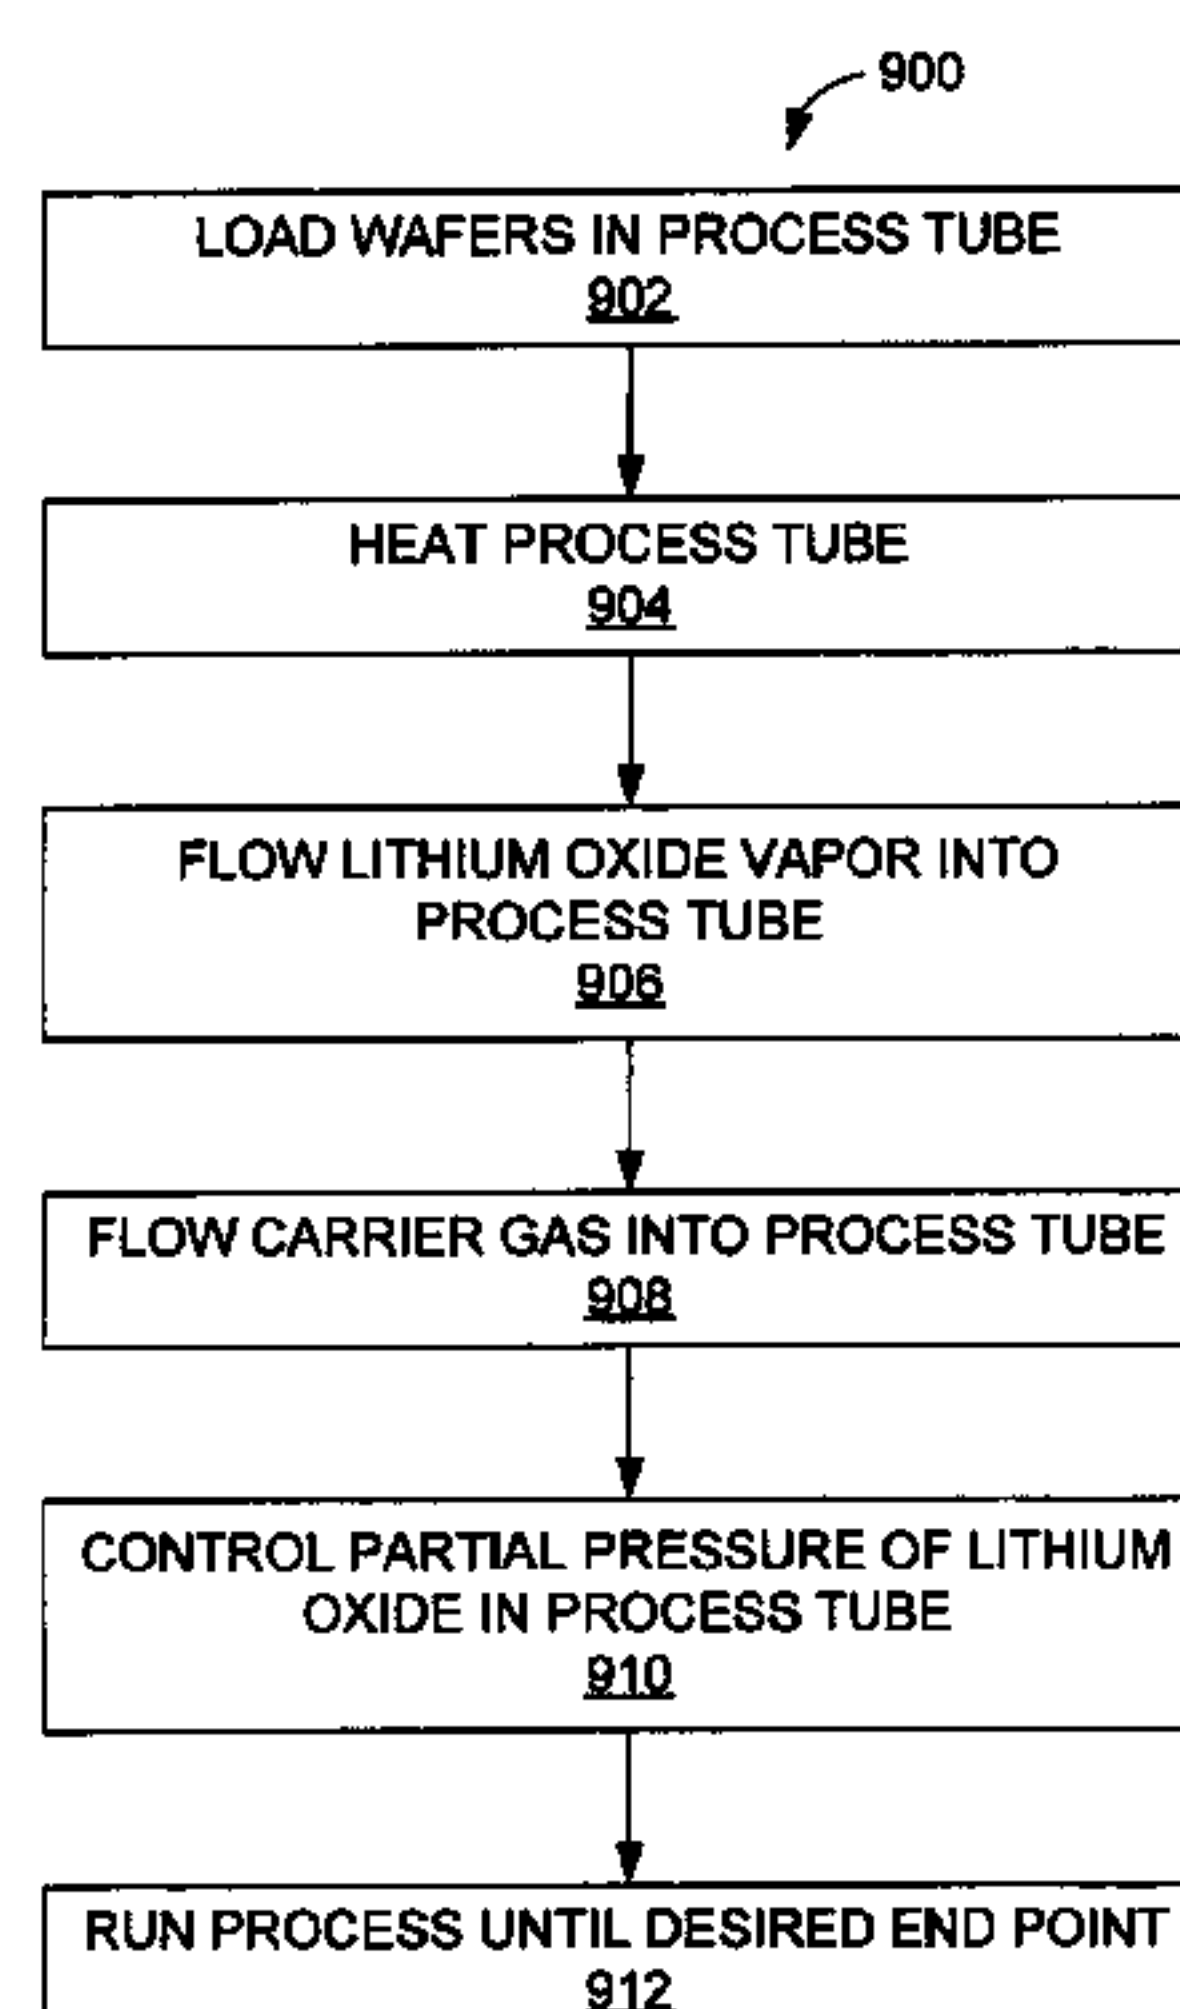 900
LOAD WAFERS IN PROCESS TUBE
902
HEAT PROCESS TUBE
904
FLOW LITHIUM OXIDE VAPOR INTO
PROCESS TUBE
906
FLOW CARRIER GAS INTO PROCESS TUBE
908
CONTROL PARTIAL PRESSURE OF LITHIUM
OXIDE IN PROCESS TUBE
910
RUN PROCESS UNTIL DESIRED END POINT
912